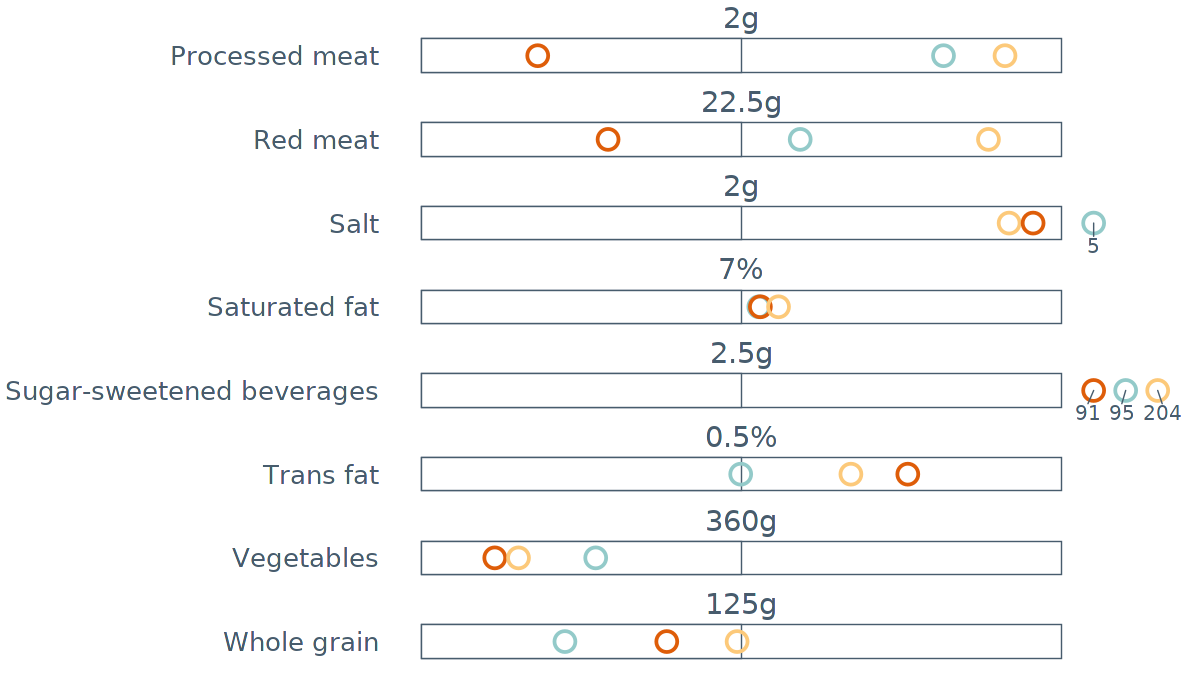 2g
Processed meat
22.5g
Red meat
2g
Salt
5
7%
Saturated fat
2.5g
Sugar-sweetened beverages
91 95 204
0.5%
Trans fat
360g
Vegetables
125g
Whole grain